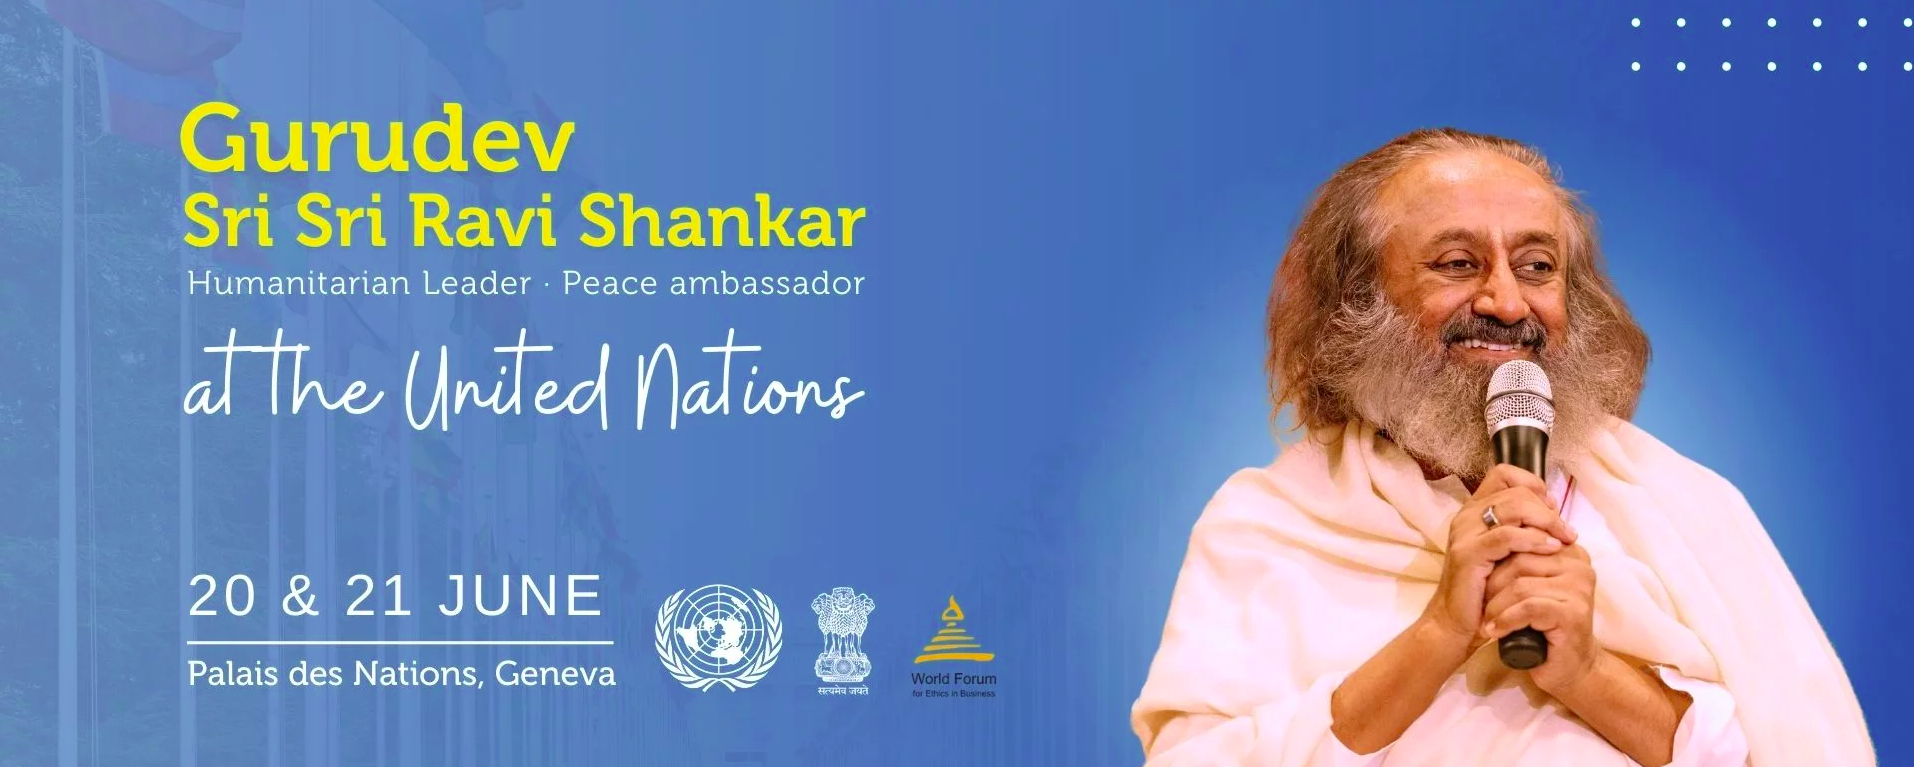 Gurudev
Sri Sri Ravi Shankar
Humanitarian Leader · Peace ambassador
at the United Nations
20 & 21 JUNE
Palais des Nations, Geneva
सत्यमेव जयते
World Forum
for Ethics in Business